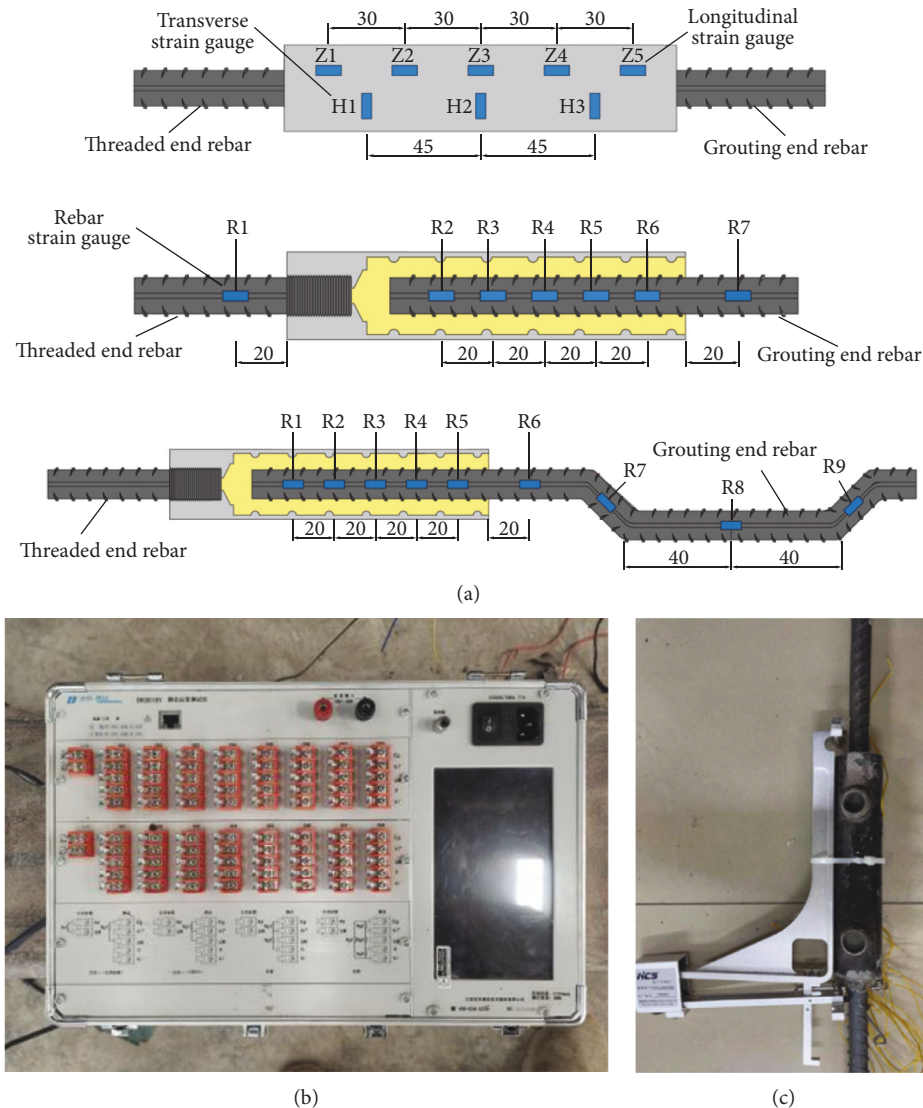 30 30 30 30
Transverse strain gauge
Longitudinal strain gauge
Z1 Z2 Z3 Z4 Z5
H1 H2 H3
Threaded end rebar
Grouting end rebar
45 45
Rebar strain gauge
R1 R2 R3 R4 R5 R6 R7
Threaded end rebar
Grouting end rebar
20 20 20 20 20 20
R1 R2 R3 R4 R5 R6
Grouting end rebar
R7 R8 R9
Threaded end rebar
20 20 20 20 20
40 40
(a)
(b)
(c)